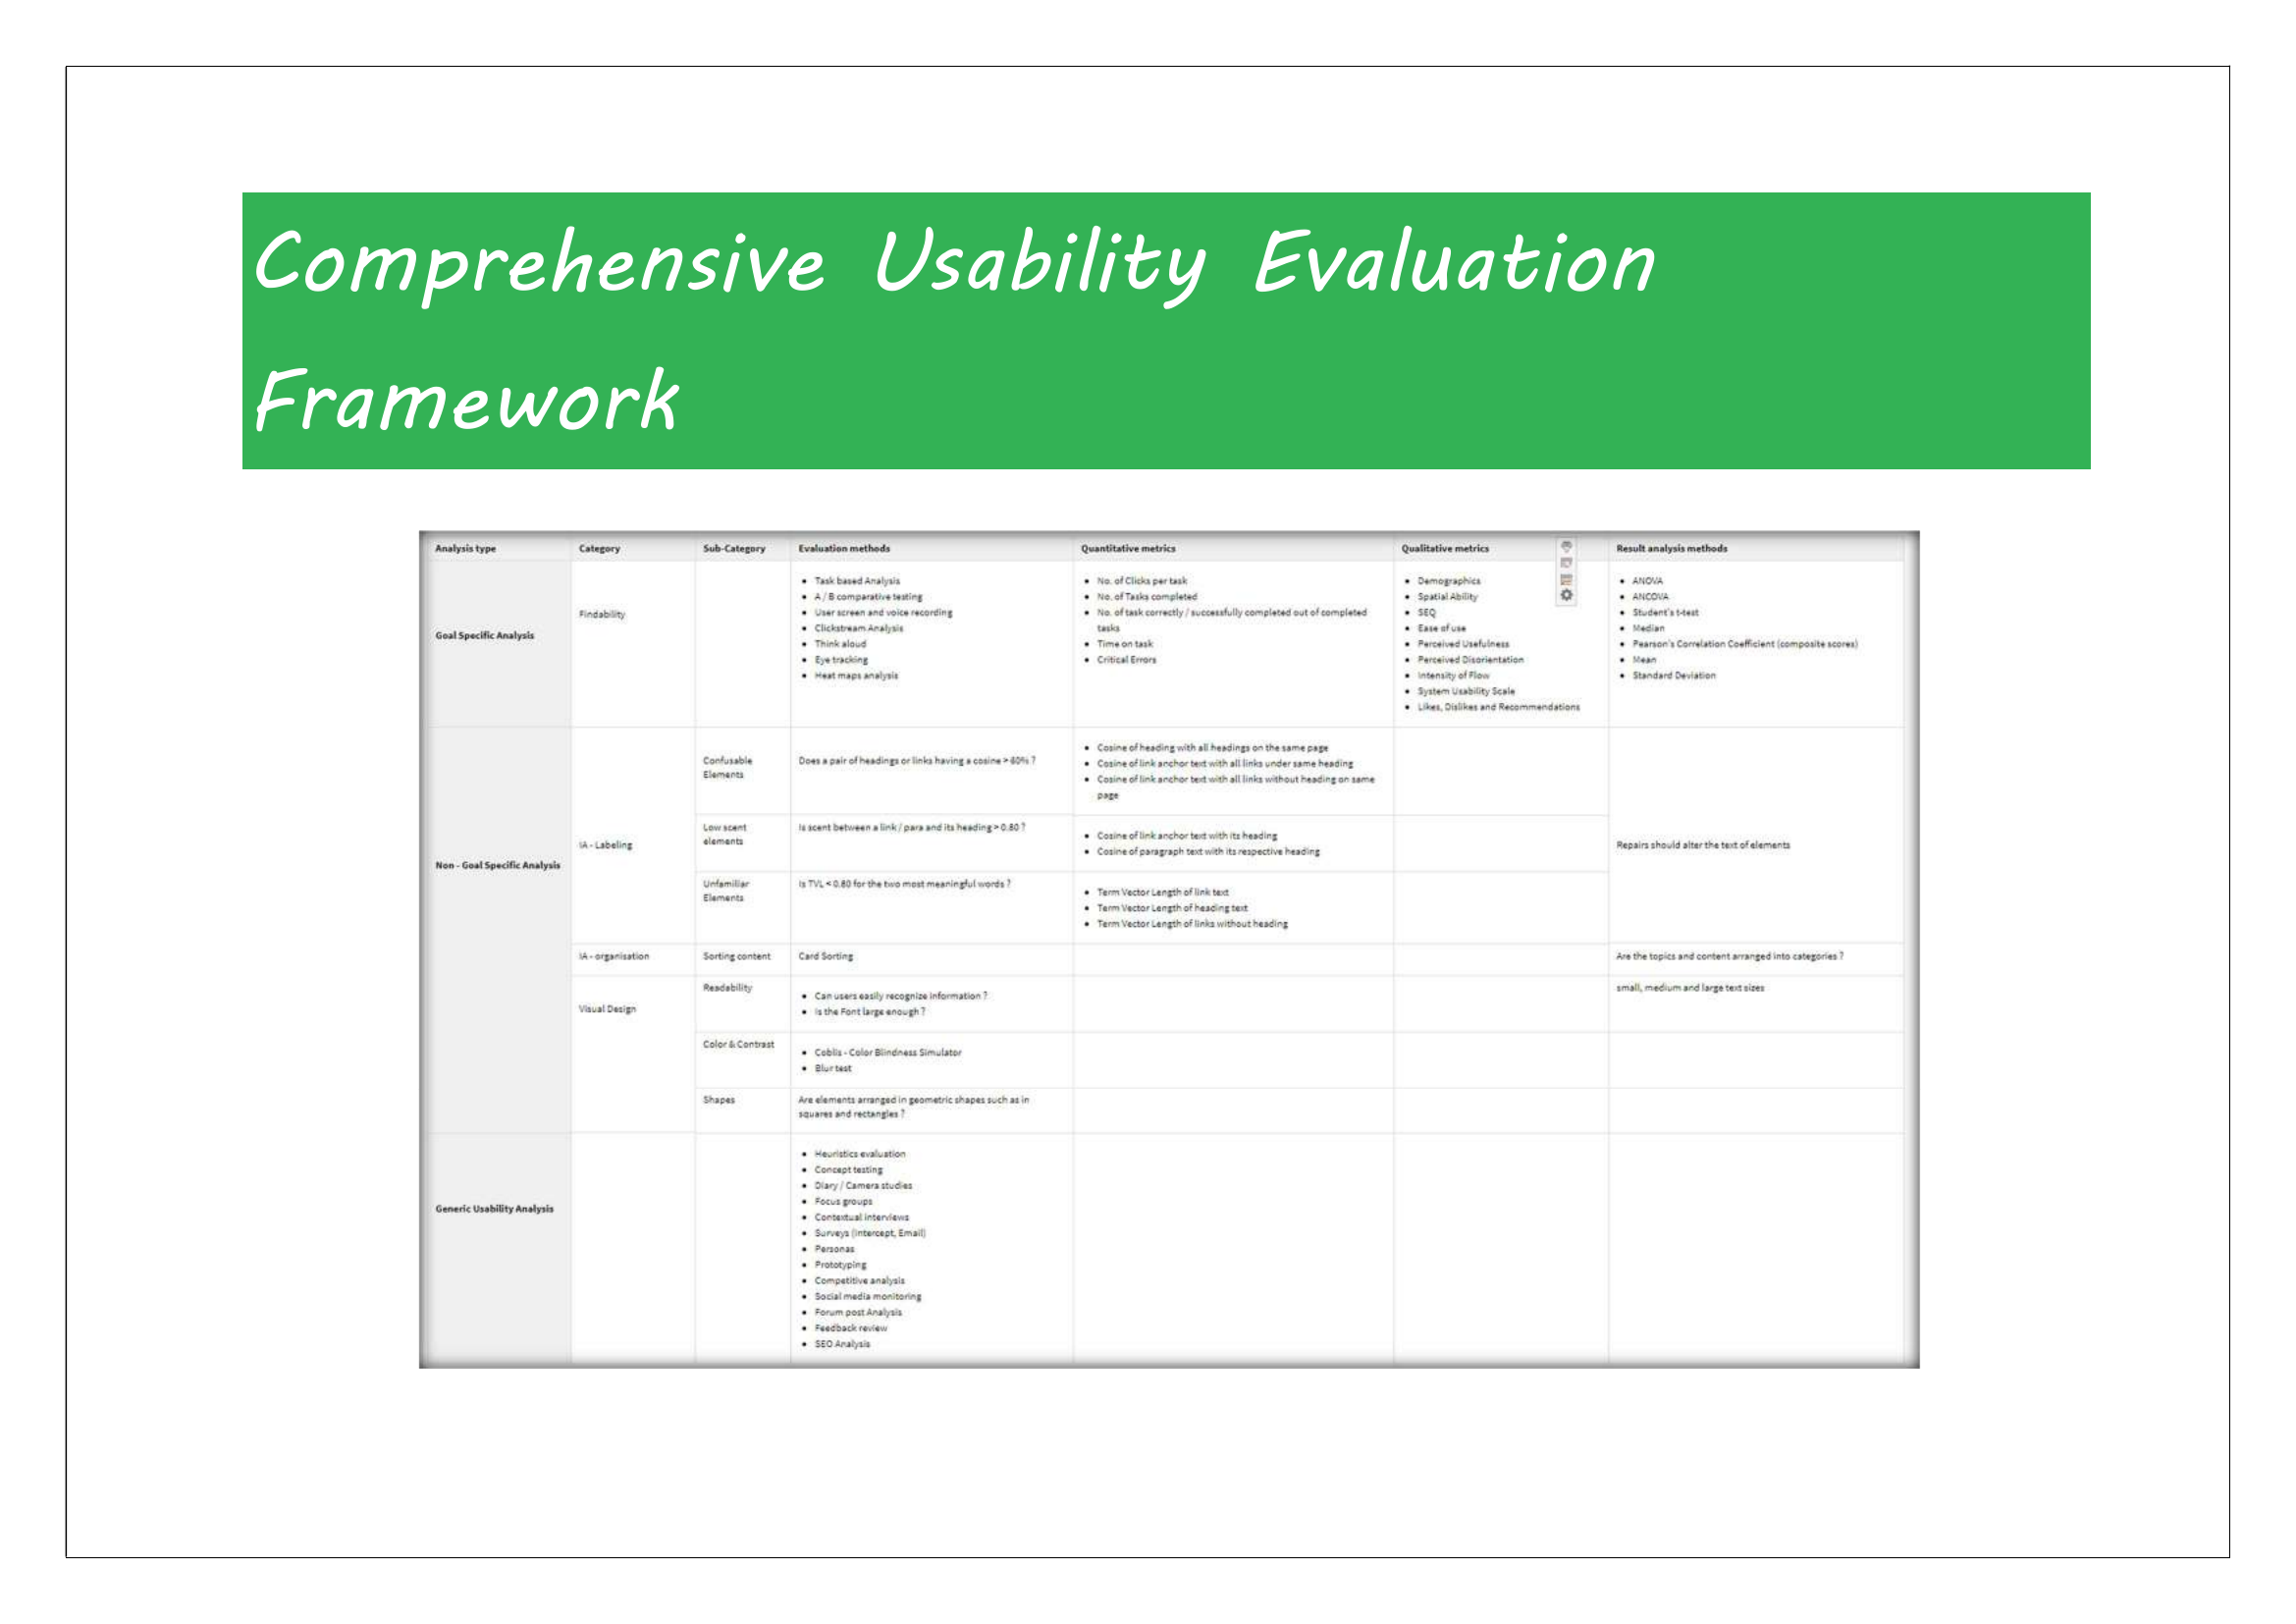 Comprehensive Usability Evaluation
Framework
Analysis type
Category
Sub-Category
Evaluation methods
Quantitative metrics
Qualitative metrics
Result analysis methods
Goal Specific Analysis
Findability
• Task based Analysis
• A / B comparative testing
• User screen and voice recording
• Clickstream Analysis
• Think aloud
• Eye tracking
• Heat maps analysis
• No. of Clicks per task
• No. of Tasks completed
• No. of task correctly / successfully completed out of completed
tasks
• Time on task
• Critical Errors
• Demographics
• Spatial Ability
• SEQ
• Ease of use
• Perceived Usefulness
• Perceived Disorientation
• Intensity of Flow
• System Usability Scale
• Likes, Dislikes and Recommendations
• ANOVA
• ANCOVA
• Student's t-test
• Median
• Pearson's Correlation Coefficient (composite scores)
• Mean
• Standard Deviation
Non - Goal Specific Analysis
IA - Labeling
Confusable
Elements
Does a pair of headings or links having a cosine > 60% ?
• Cosine of heading with all headings on the same page
• Cosine of link anchor text with all links under same heading
• Cosine of link anchor text with all links without heading on same
page
Repairs should alter the text of elements
Low scent
elements
Is scent between a link / para and its heading > 0.80 ?
• Cosine of link anchor text with its heading
• Cosine of paragraph text with its respective heading
Unfamiliar
Elements
Is TVL < 0.80 for the two most meaningful words ?
• Term Vector Length of link text
• Term Vector Length of heading text
• Term Vector Length of links without heading
IA - organisation
Sorting content
Card Sorting
Are the topics and content arranged into categories ?
Visual Design
Readability
• Can users easily recognize information ?
• Is the Font large enough ?
small, medium and large text sizes
Color & Contrast
• Coblis - Color Blindness Simulator
• Blur test
Shapes
Are elements arranged in geometric shapes such as in
squares and rectangles ?
Generic Usability Analysis
• Heuristics evaluation
• Concept testing
• Diary / Camera studies
• Focus groups
• Contextual interviews
• Surveys (Intercept, Email)
• Personas
• Prototyping
• Competitive analysis
• Social media monitoring
• Forum post Analysis
• Feedback review
• SEO Analysis